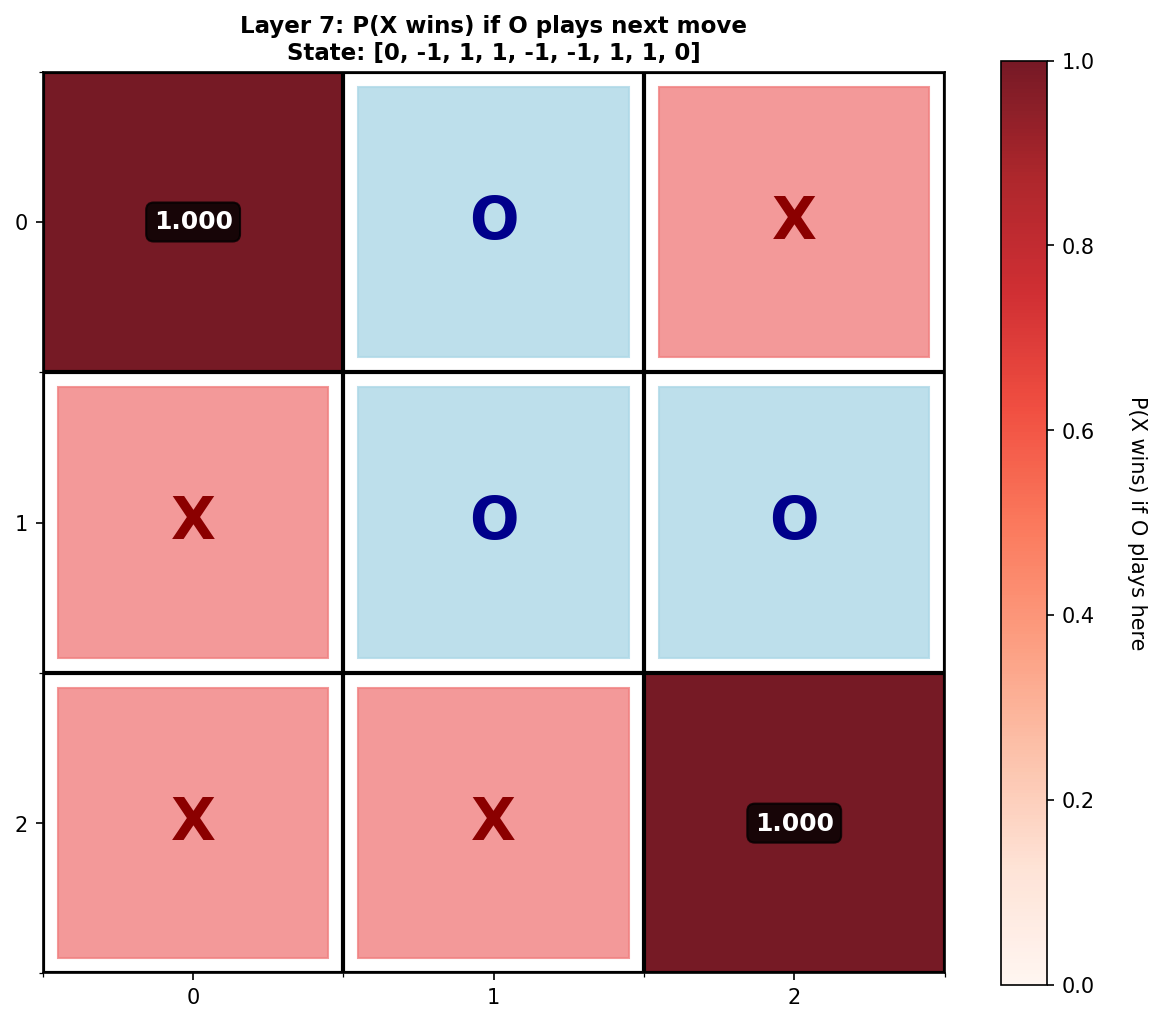 Layer 7: P(X wins) if O plays next move
State: [0, -1, 1, 1, -1, -1, 1, 1, 0]
0
1.000
O
X
1
X
O
O
2
X
X
1.000
0
1
2
1.0
0.8
0.6
0.4
0.2
0.0
P(X wins) if O plays here